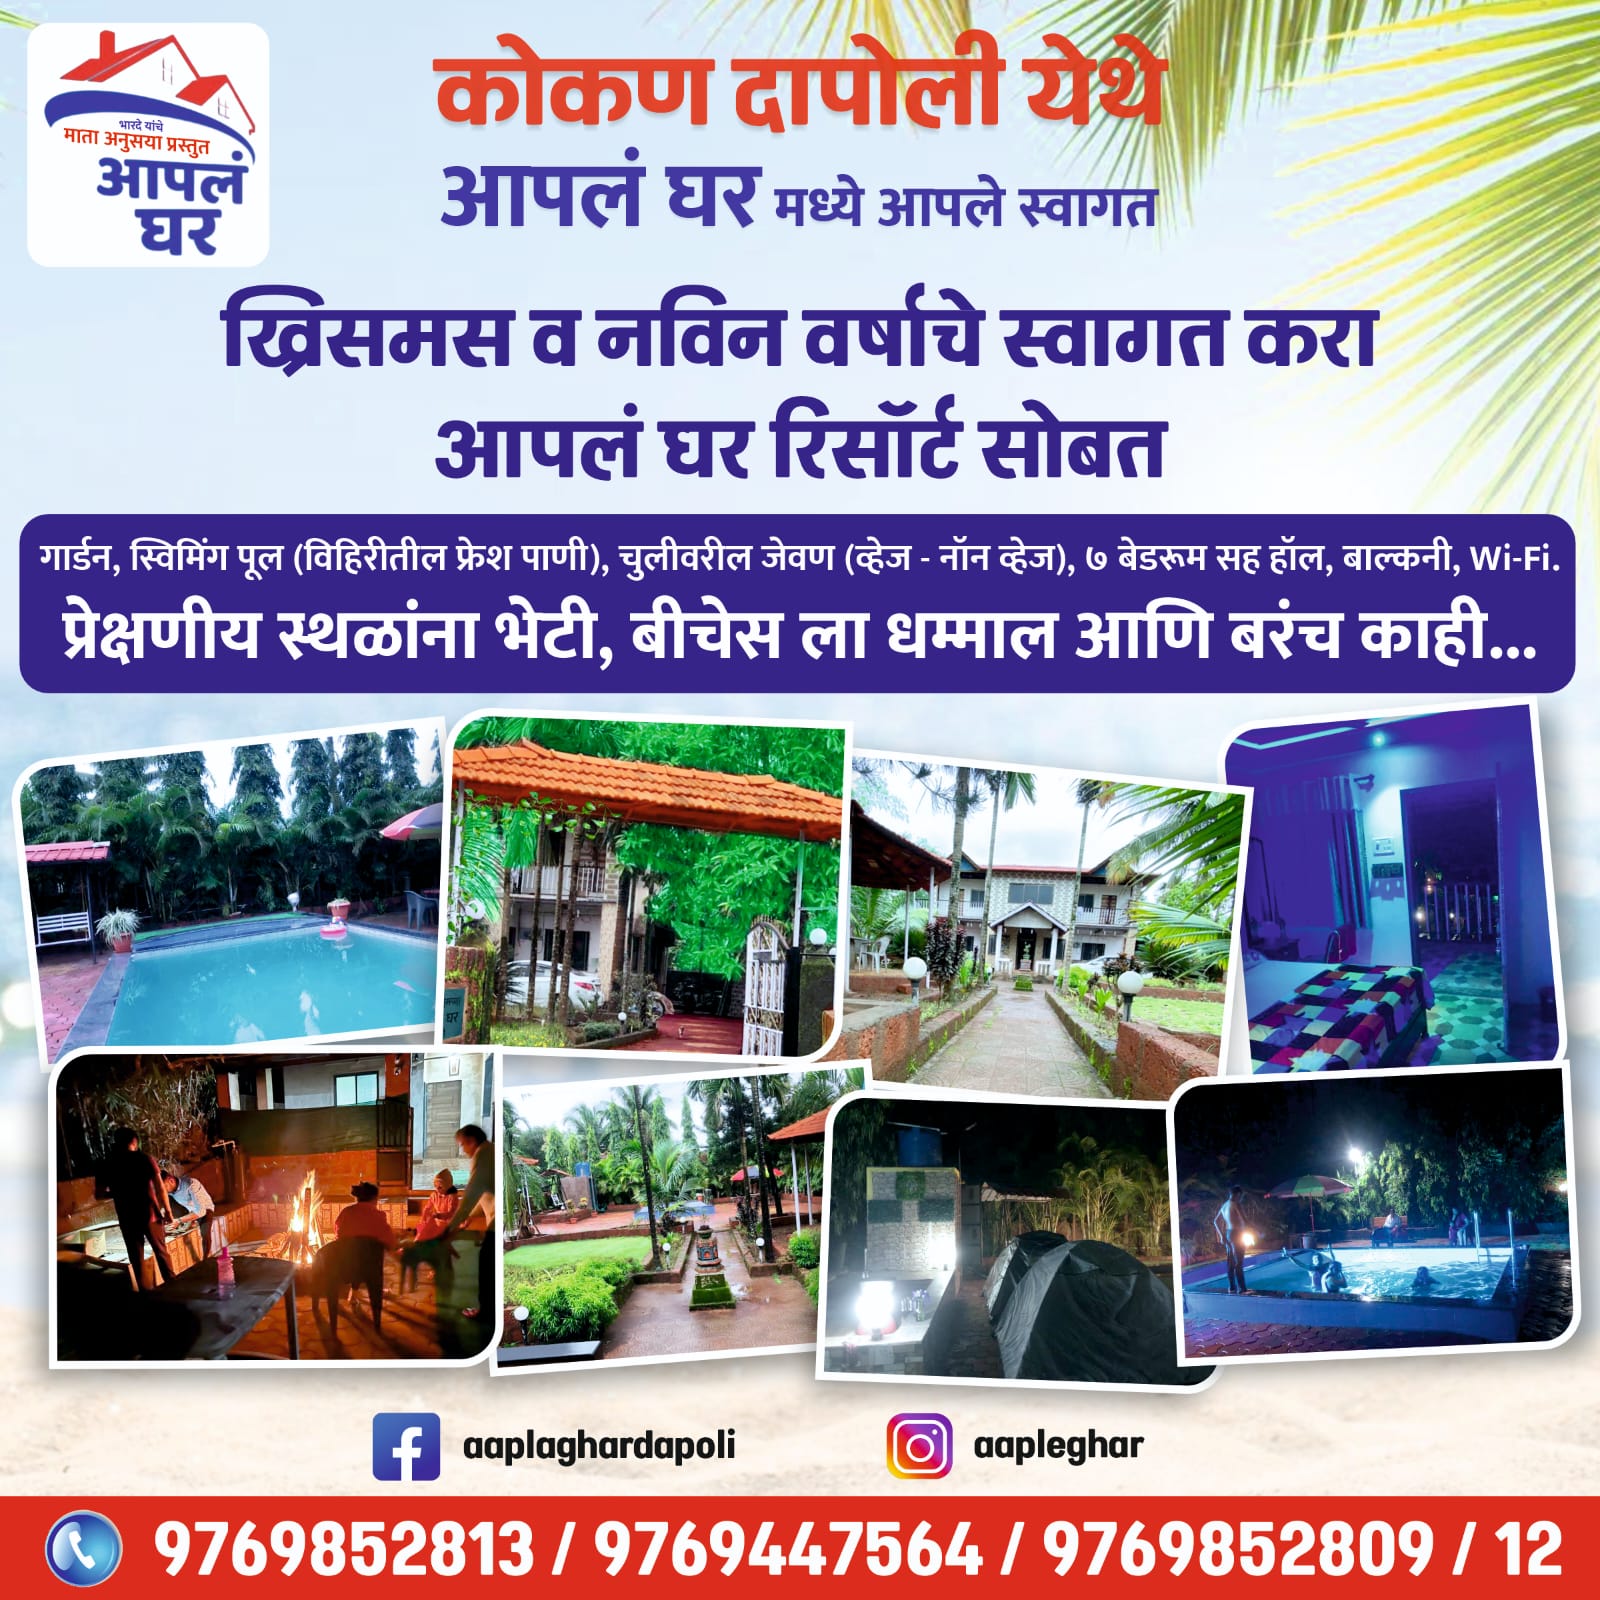 भारदे यांचे
माता अनुसया प्रस्तुत
आपलं
घर
कोकण दापोली येथे
आपलं घर मध्ये आपले स्वागत
ख्रिसमस व नविन वर्षाचे स्वागत करा
आपलं घर रिसॉर्ट सोबत
गार्डन, स्विमिंग पूल (विहिरीतील फ्रेश पाणी), चुलीवरील जेवण (व्हेज - नॉन व्हेज), ७ बेडरूम सह हॉल, बाल्कनी, Wi-Fi.
प्रेक्षणीय स्थळांना भेटी, बीचेस ला धम्माल आणि बरंच काही...
aaplaghardapoli
aapleghar
9769852813 / 9769447564 / 9769852809 / 12